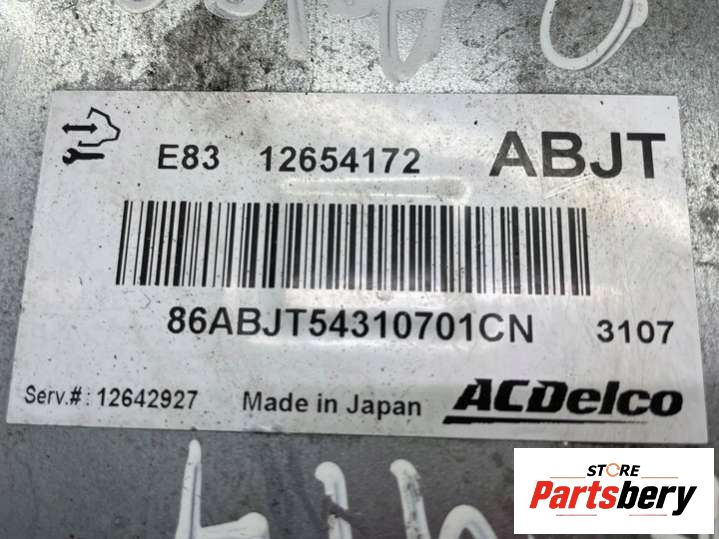 E83 12654172 ABJT
86ABJT54310701CN 3107
Serv.#: 12642927 Made in Japan ACDelco
STORE
Partsbery